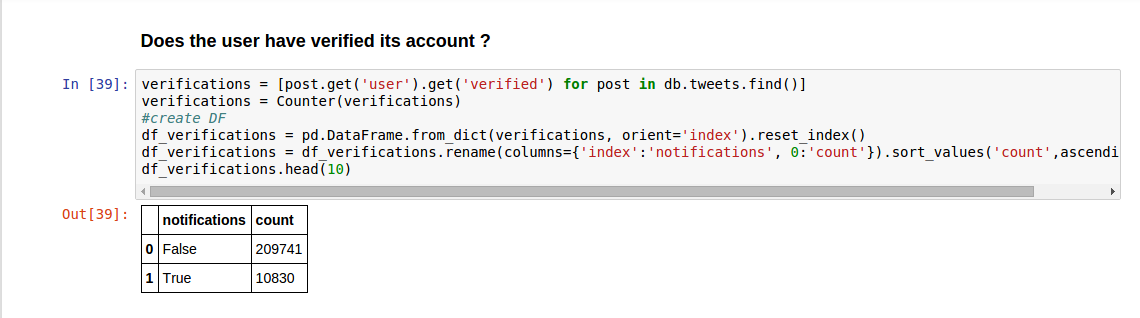 Does the user have verified its account ?
In [39]: verifications = [post.get('user').get('verified') for post in db.tweets.find()]
verifications = Counter(verifications)
#create DF
df_verifications = pd.DataFrame.from_dict(verifications, orient='index').reset_index()
df_verifications = df_verifications.rename(columns={'index':'notifications', 0:'count'}).sort_values('count',ascendi
df_verifications.head(10)
Out[39]:
notifications count
0 False 209741
1 True 10830